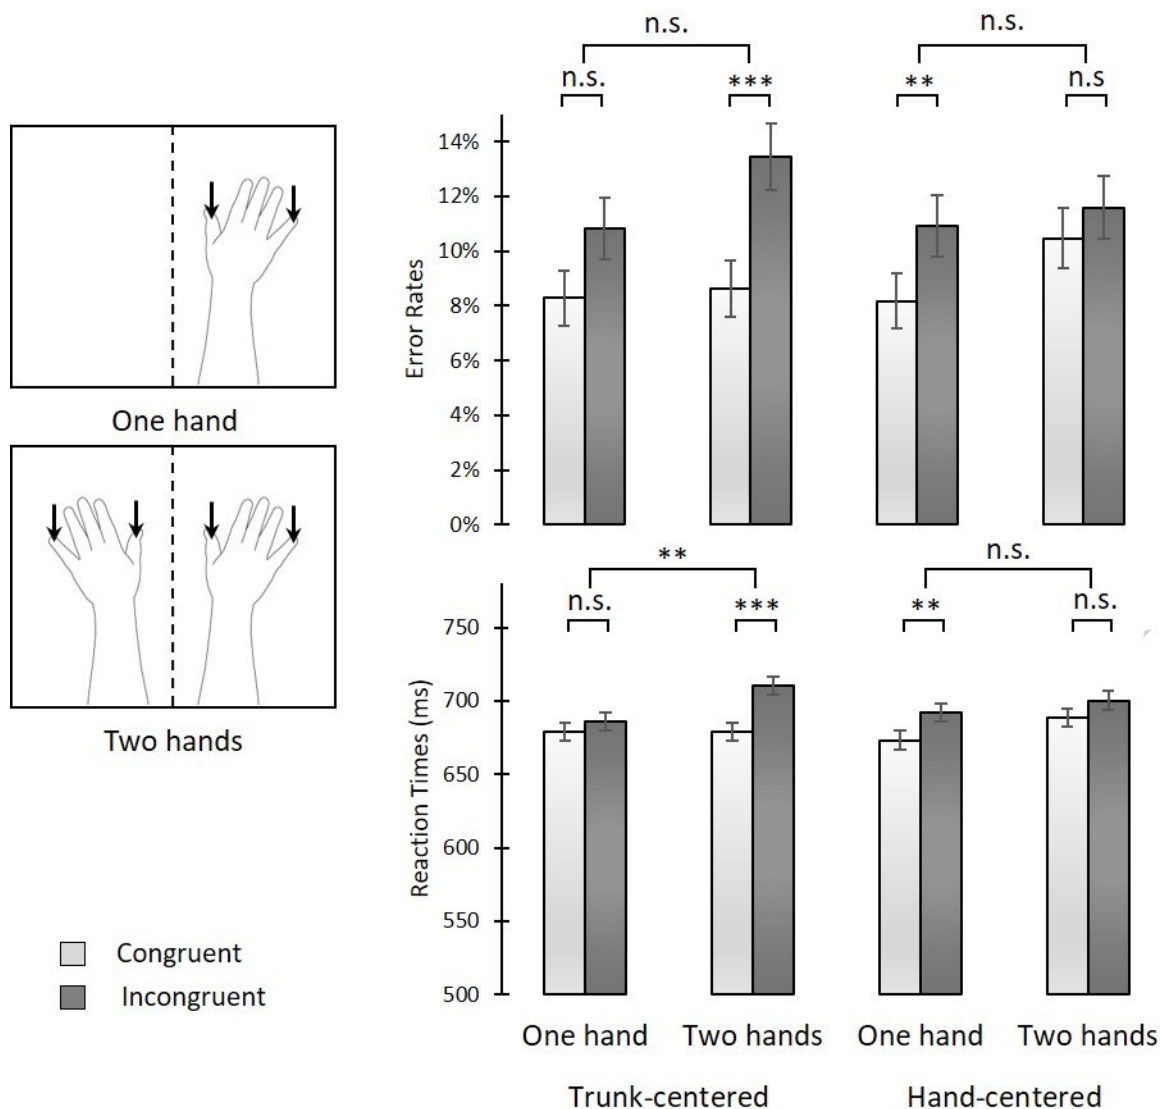 One hand
Two hands
Congruent
Incongruent
n.s. n.s.
n.s. *** ** n.s
Error Rates
14%
12%
10%
8%
6%
4%
2%
0%
** n.s.
n.s. *** ** n.s.
Reaction Times (ms)
750
700
650
600
550
500
One hand Two hands One hand Two hands
Trunk-centered Hand-centered